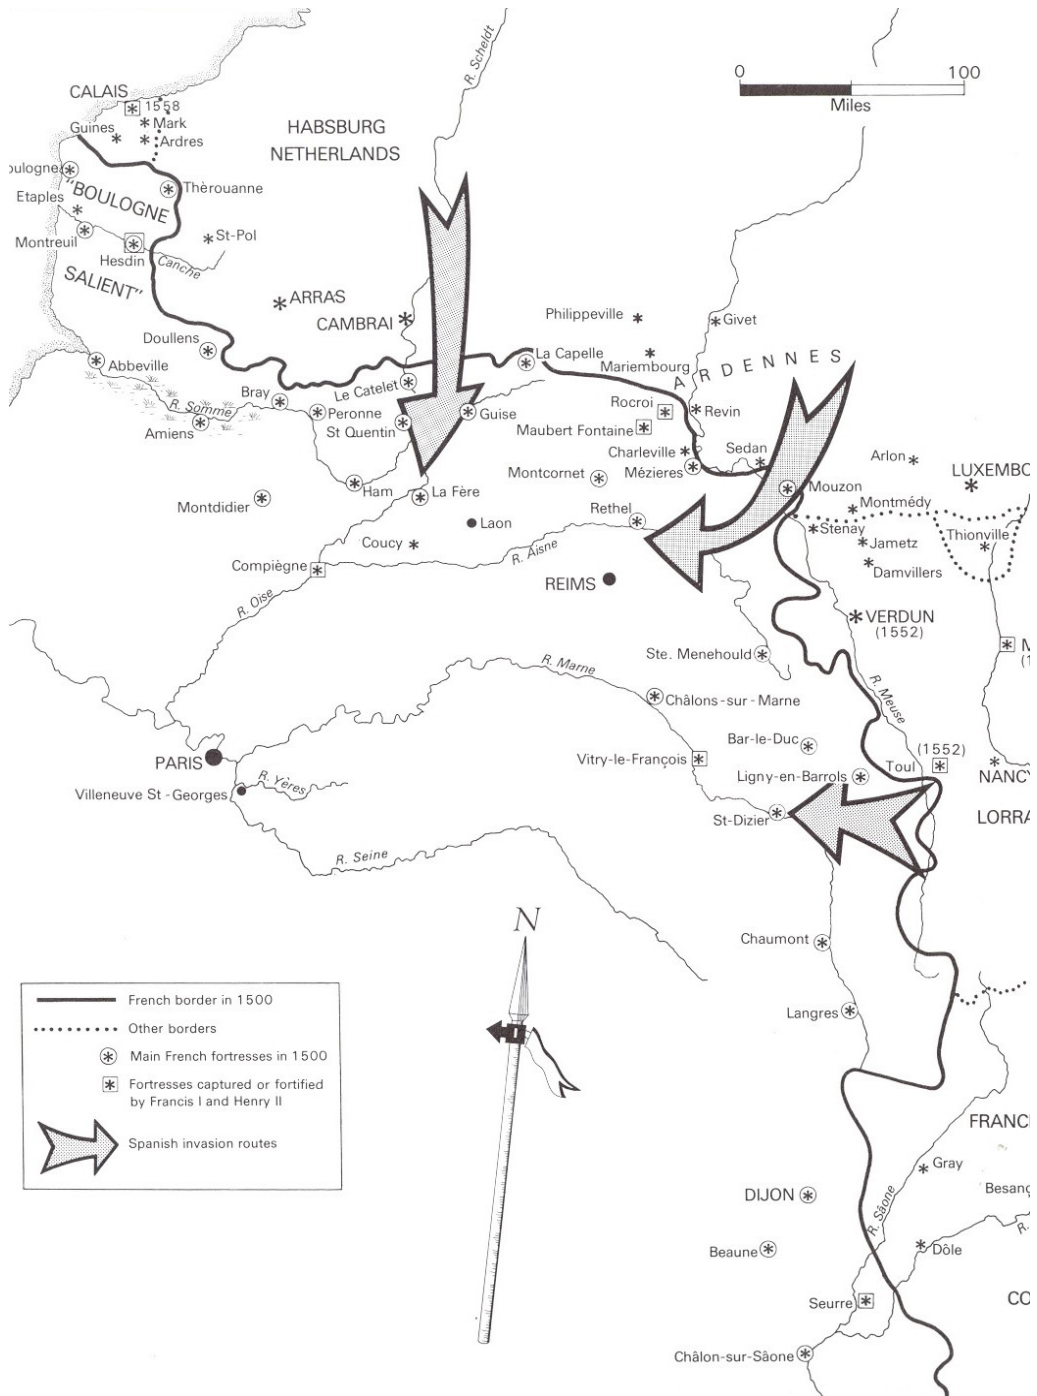 0
100
Miles
R. Scheldt
CALAIS
1558
Mark
Guines
Ardres
HABSBURG
NETHERLANDS
oulogne
Thèrouanne
"BOULOGNE
Etaples
Montreuil
St-Pol
Hesdin
Canche
SALIENT"
ARRAS
CAMBRAI
Philippeville
Givet
Doullens
La Capelle
Mariembourg
ARDENNES
Abbeville
Le Catelet
Bray
R. Somme
Peronne
Guise
Rocroi
Revin
Amiens
St Quentin
Maubert Fontaine
Charleville
Sedan
Arlon
LUXEMBO
Montcornet
Mézieres
Mouzon
Ham
La Fère
Montdidier
Montmédy
Rethel
Laon
Stenay
Thionville
Coucy
Jametz
R. Aisne
Compiègne
Damvillers
REIMS
R. Oise
VERDUN
(1552)
M
(1
Ste. Menehould
R. Marne
R. Meuse
Châlons-sur-Marne
Bar-le-Duc
(1552)
PARIS
Vitry-le-François
Toul
Ligny-en-Barrols
NANCY
R. Yères
Villeneuve St-Georges
St-Dizier
LORRA
R. Seine
N
Chaumont
Langres
French border in 1500
Other borders
Main French fortresses in 1500
Fortresses captured or fortified
by Francis I and Henry II
Spanish invasion routes
FRANC
Gray
Besanç
DIJON
R. Sâone
R.
Beaune
Dôle
Seurre
CO
Châlon-sur-Sâone